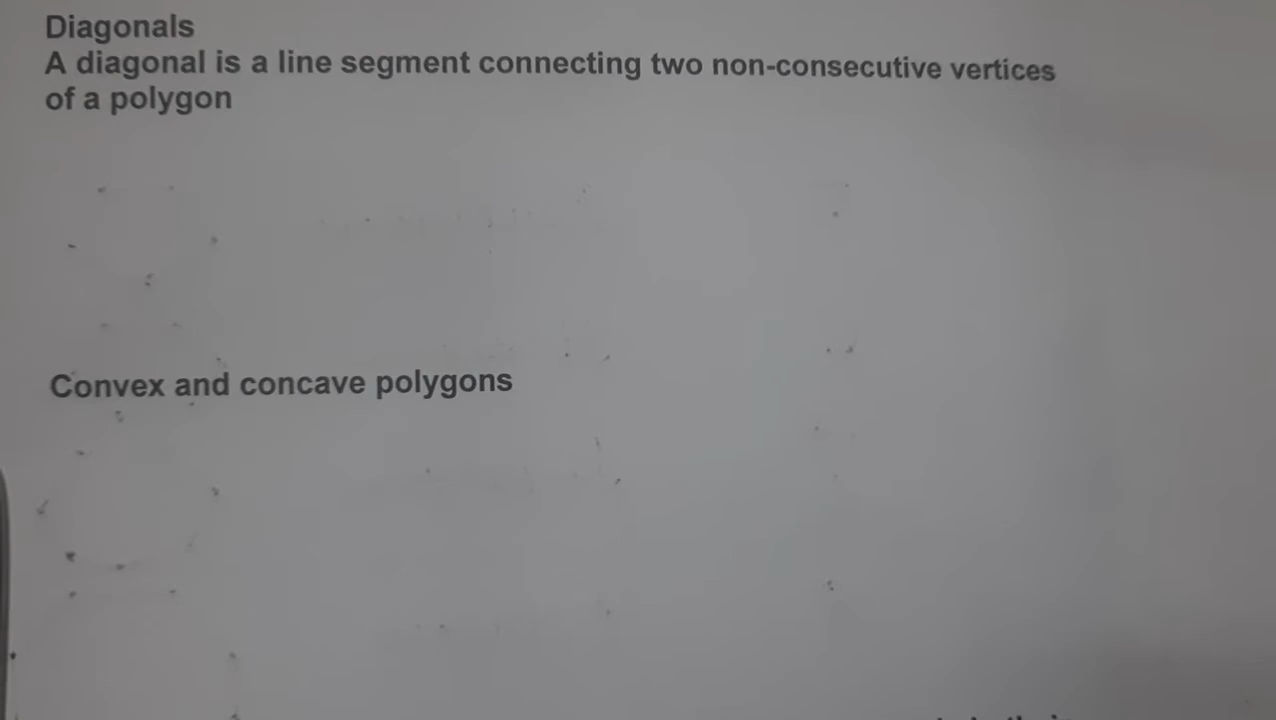 Diagonals
A diagonal is a line segment connecting two non-consecutive vertices
of a polygon
Convex and concave polygons